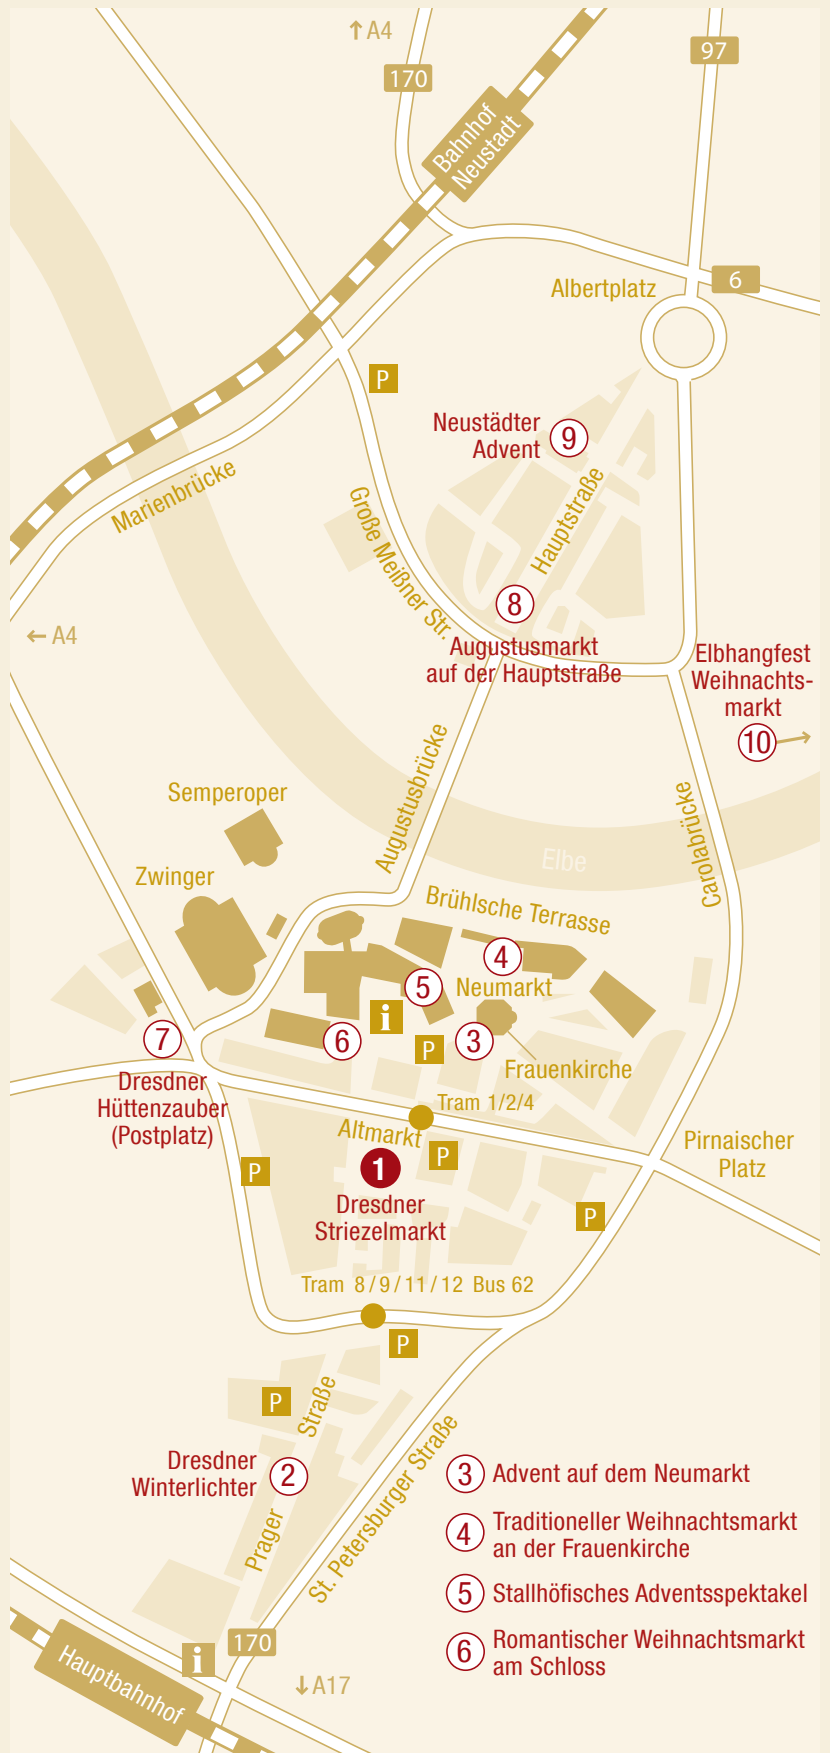 ↑ A4
97
170
Bahnhof
Neustadt
6
Albertplatz
P
Neustädter
Advent
9
Marienbrücke
Hauptstraße
Große Meißner Str.
8
← A4
Augustusmarkt
auf der Hauptstraße
Elbhangfest
Weihnachts-
markt
10 →
Augustusbrücke
Semperoper
Carolabrücke
Elbe
Zwinger
Brühlsche Terrasse
4
5
Neumarkt
i
7
6
P
3
Frauenkirche
Dresdner
Hüttenzauber
(Postplatz)
Tram 1/2/4
Altmarkt
P
Pirnaischer
Platz
P
1
Dresdner
Striezelmarkt
P
Tram 8/9/11/12 Bus 62
P
P
Prager Straße
St. Petersburger Straße
Dresdner
Winterlichter
2
3 Advent auf dem Neumarkt
4 Traditioneller Weihnachtsmarkt
an der Frauenkirche
5 Stallhöfisches Adventsspektakel
6 Romantischer Weihnachtsmarkt
am Schloss
i
170
↓ A17
Hauptbahnhof